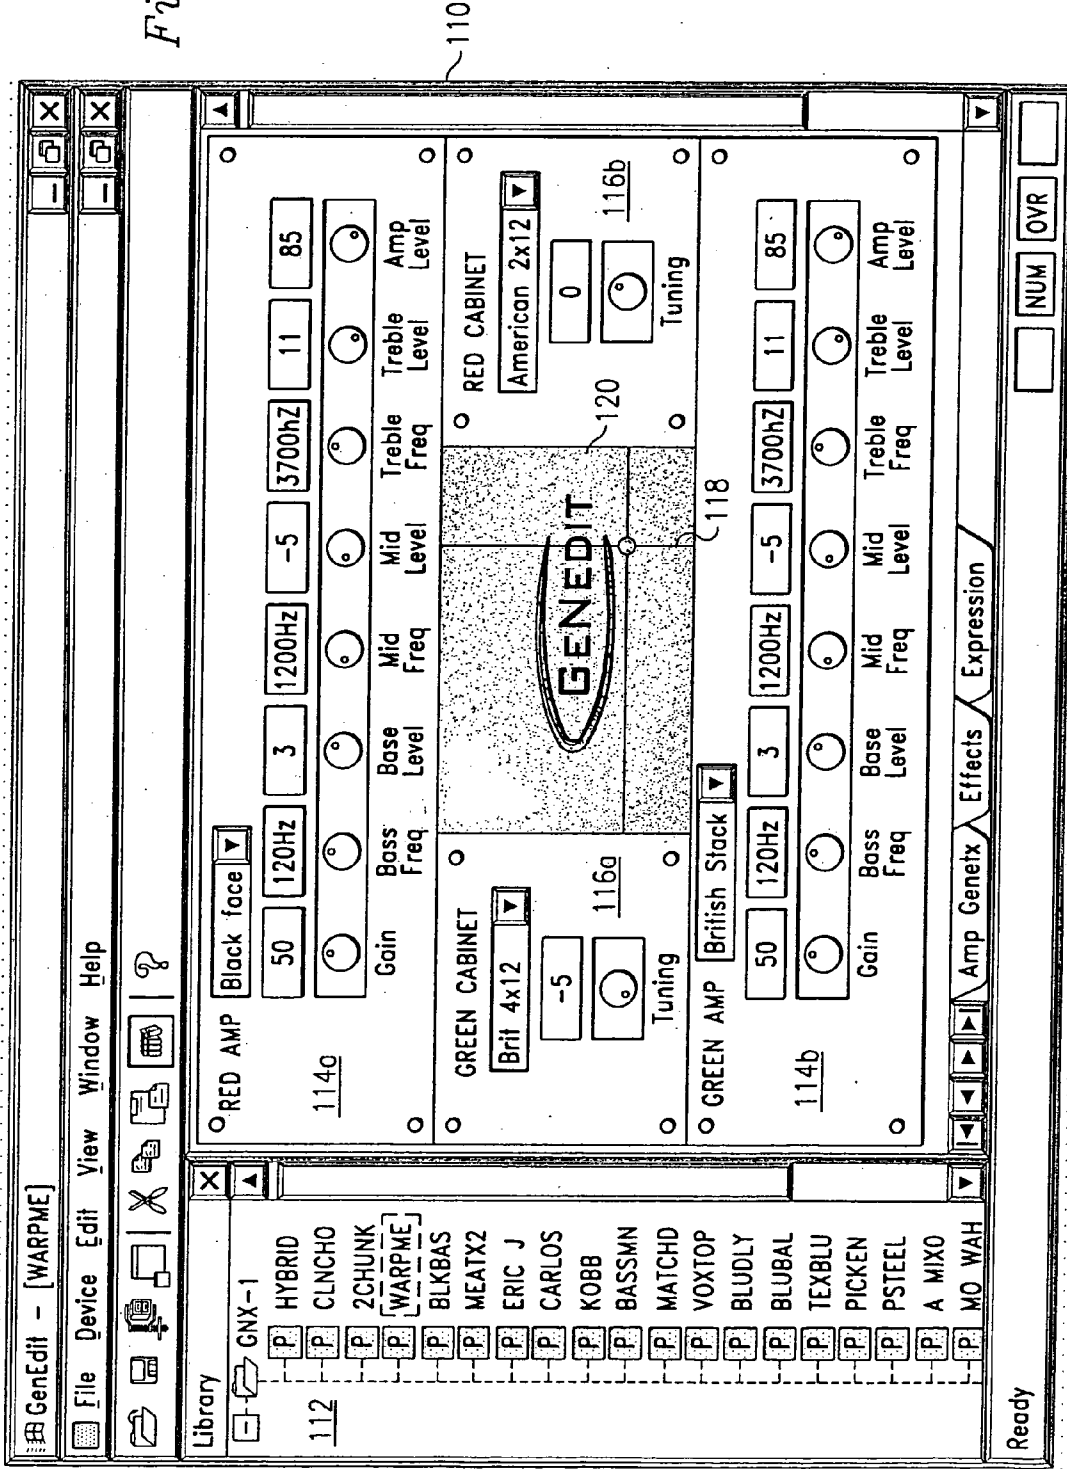 Fi
110
GenEdit - [WARPME]
File Device Edit View Window Help
?
Library
GNX-1
112
P HYBRID
P CLNCHO
P 2CHUNK
P [WARPME]
P BLKBAS
P MEATX2
P ERIC J
P CARLOS
P KOBB
P BASSMN
P MATCHD
P VOXTOP
P BLUDLY
P BLUBAL
P TEXBLU
P PICKEN
P PSTEEL
P A MIXO
P MO WAH
RED AMP Black face
114a
50 120Hz 3 1200Hz -5 3700hZ 11 85
Gain Bass Freq Base Level Mid Freq Mid Level Treble Freq Treble Level Amp Level
GREEN CABINET
Brit 4x12
-5
Tuning
116a
GENEDIT
120
118
RED CABINET
American 2x12
0
Tuning
116b
GREEN AMP British Stack
114b
50 120Hz 3 1200Hz -5 3700hZ 11 85
Gain Bass Freq Base Level Mid Freq Mid Level Treble Freq Treble Level Amp Level
Amp Genetx Effects Expression
Ready
NUM OVR